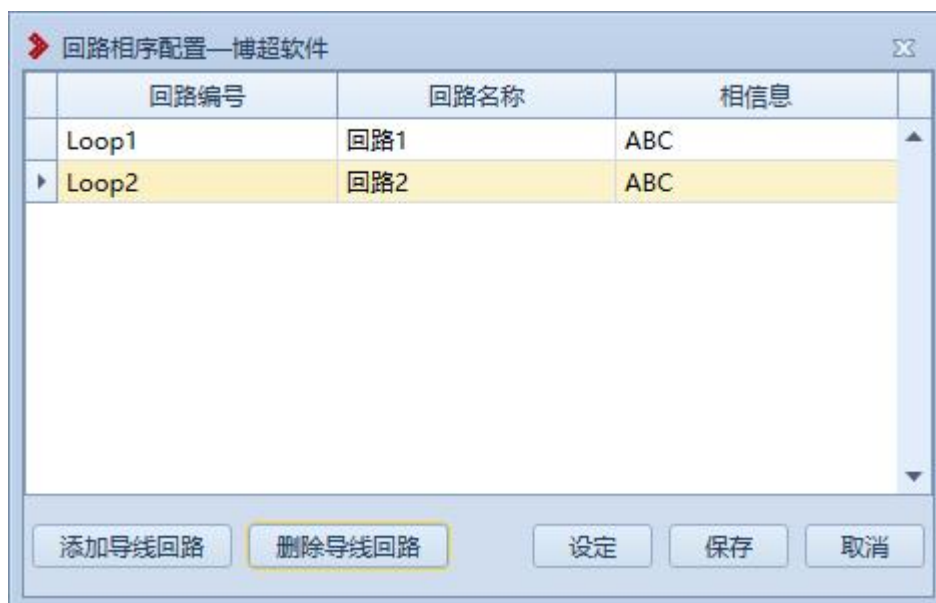 回路相序配置—博超软件
回路编号 回路名称 相信息
Loop1 回路1 ABC
Loop2 回路2 ABC
添加导线回路 删除导线回路 设定 保存 取消